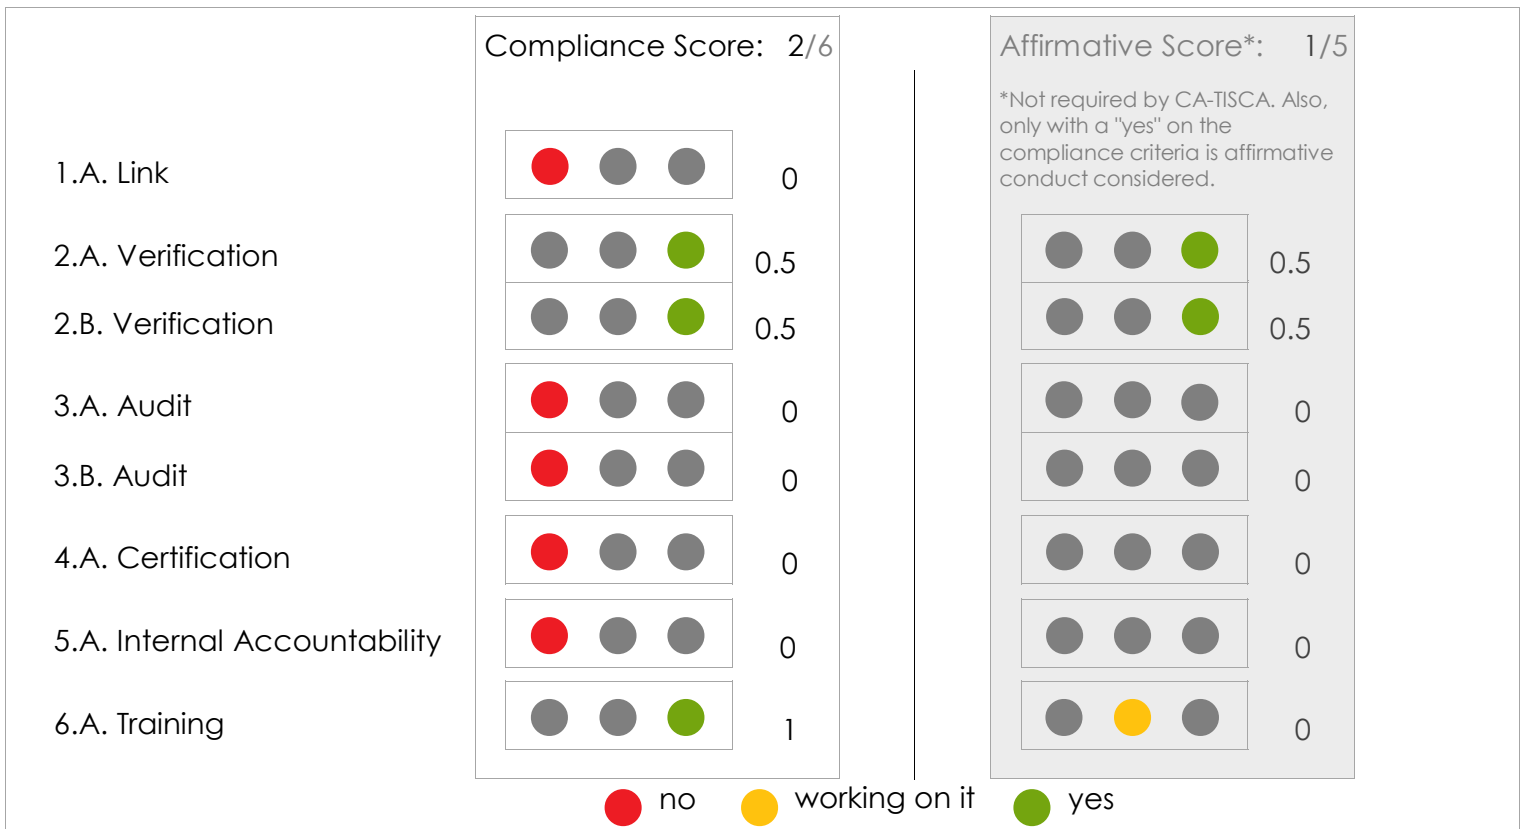 Compliance Score: 2/6
Affirmative Score*: 1/5
*Not required by CA-TISCA. Also,
only with a "yes" on the
compliance criteria is affirmative
conduct considered.
1.A. Link 0
2.A. Verification 0.5 0.5
2.B. Verification 0.5 0.5
3.A. Audit 0 0
3.B. Audit 0 0
4.A. Certification 0 0
5.A. Internal Accountability 0 0
6.A. Training 1 0
no working on it yes